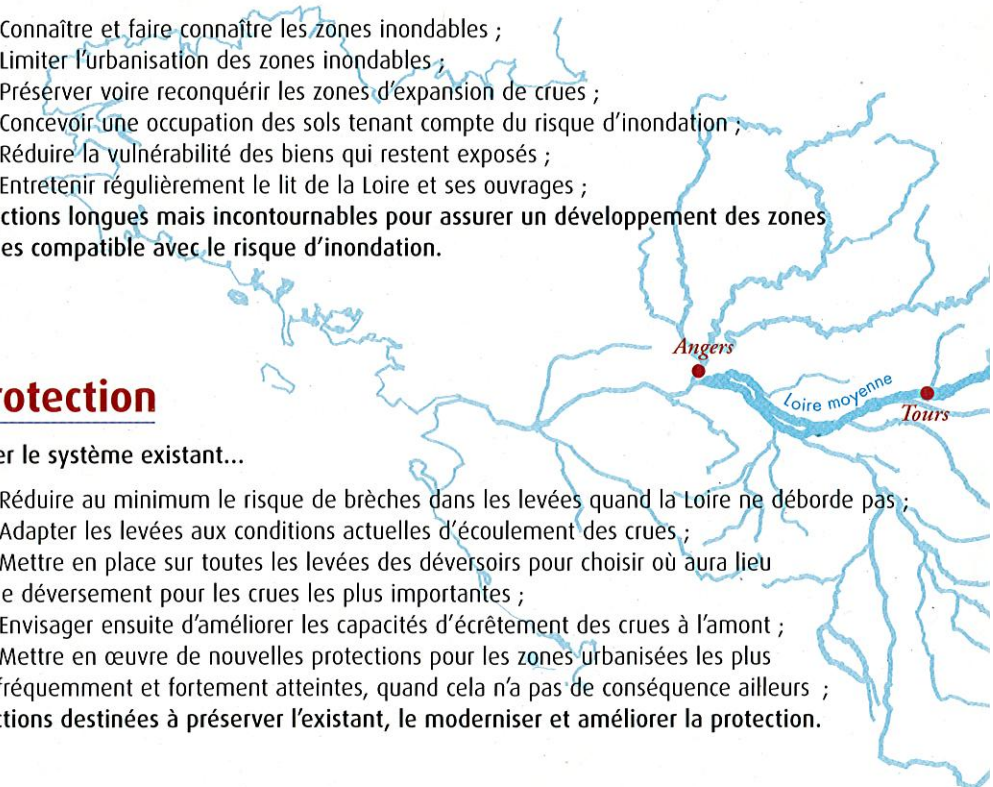 Connaître et faire connaître les zones inondables ;
Limiter l'urbanisation des zones inondables ;
Préserver voire reconquérir les zones d'expansion de crues ;
Concevoir une occupation des sols tenant compte du risque d'inondation ;
Réduire la vulnérabilité des biens qui restent exposés ;
Entretenir régulièrement le lit de la Loire et ses ouvrages ;
ctions longues mais incontournables pour assurer un développement des zones
es compatible avec le risque d'inondation.
Angers
Loire moyenne
Tours
rotection
er le système existant...
Réduire au minimum le risque de brèches dans les levées quand la Loire ne déborde pas ;
Adapter les levées aux conditions actuelles d'écoulement des crues ;
Mettre en place sur toutes les levées des déversoirs pour choisir où aura lieu
e déversement pour les crues les plus importantes ;
Envisager ensuite d'améliorer les capacités d'écrêtement des crues à l'amont ;
Mettre en œuvre de nouvelles protections pour les zones urbanisées les plus
fréquemment et fortement atteintes, quand cela n'a pas de conséquence ailleurs ;
ctions destinées à préserver l'existant, le moderniser et améliorer la protection.